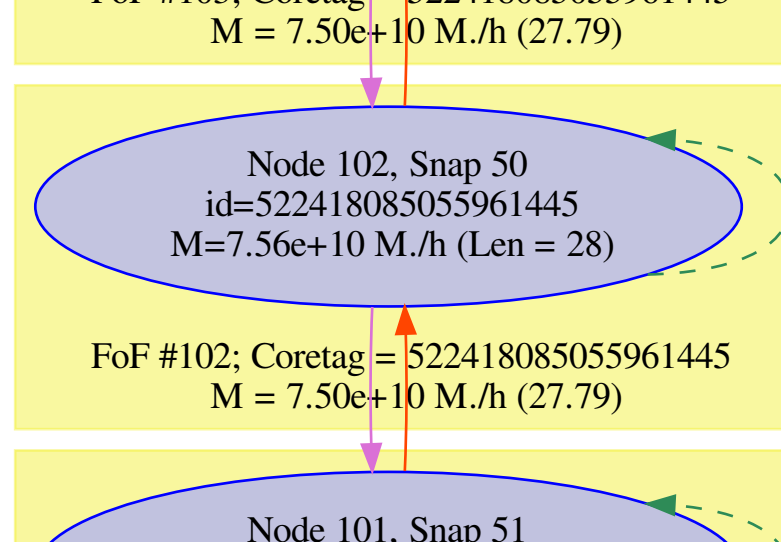 M = 7.50e+10 M./h (27.79)
Node 102, Snap 50
id=522418085055961445
M=7.56e+10 M./h (Len = 28)
FoF #102; Coretag = 522418085055961445
M = 7.50e+10 M./h (27.79)
Node 101, Snap 51